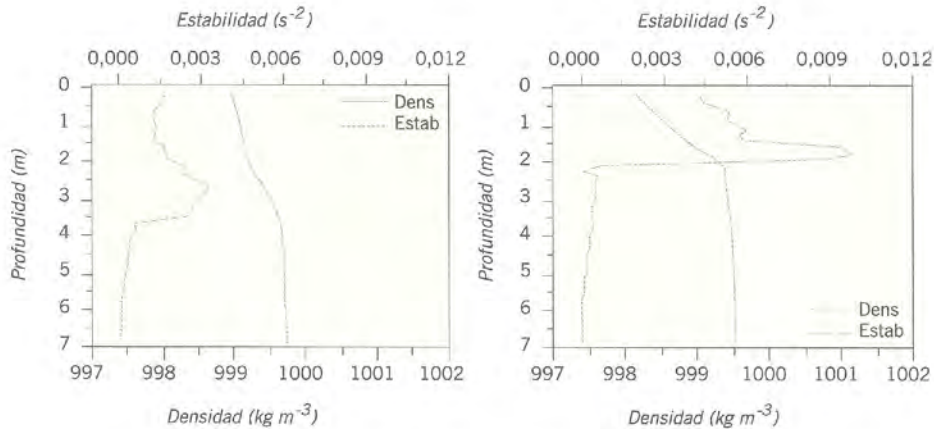 Estabilidad (s-2)
0,000 0,003 0,006 0,009 0,012
0
1
2
3
4
5
6
7
Profundidad (m)
Dens
Estab
997 998 999 1000 1001 1002
Densidad (kg m-3)
Estabilidad (s-2)
0,000 0,003 0,006 0,009 0,012
0
1
2
3
4
5
6
7
Profundidad (m)
Dens
Estab
997 998 999 1000 1001 1002
Densidad (kg m-3)